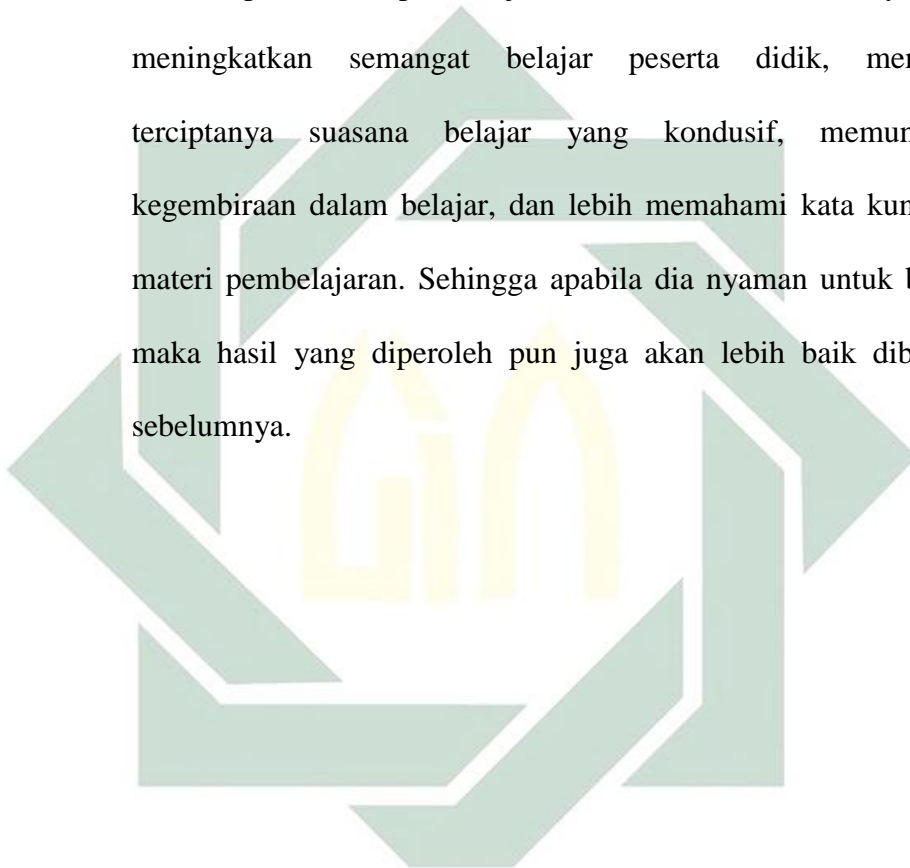 meningkatkan semangat belajar peserta didik,
terciptanya suasana belajar yang kondusif,
kegembiraan dalam belajar, dan lebih memahami kata
materi pembelajaran. Sehingga apabila dia nyaman untuk
maka hasil yang diperoleh pun juga akan lebih baik
sebelumnya.